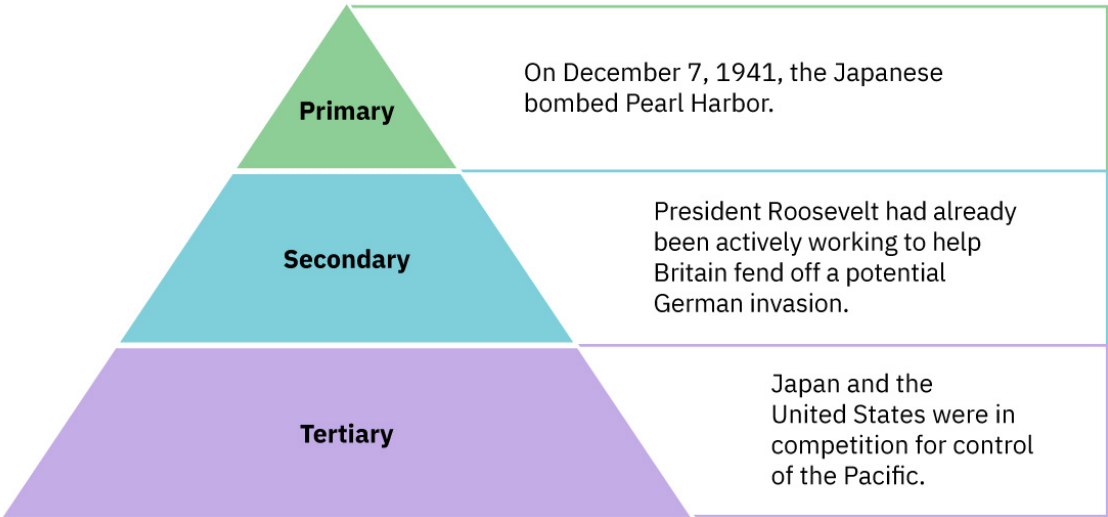 Primary
On December 7, 1941, the Japanese
bombed Pearl Harbor.
Secondary
President Roosevelt had already
been actively working to help
Britain fend off a potential
German invasion.
Tertiary
Japan and the
United States were in
competition for control
of the Pacific.